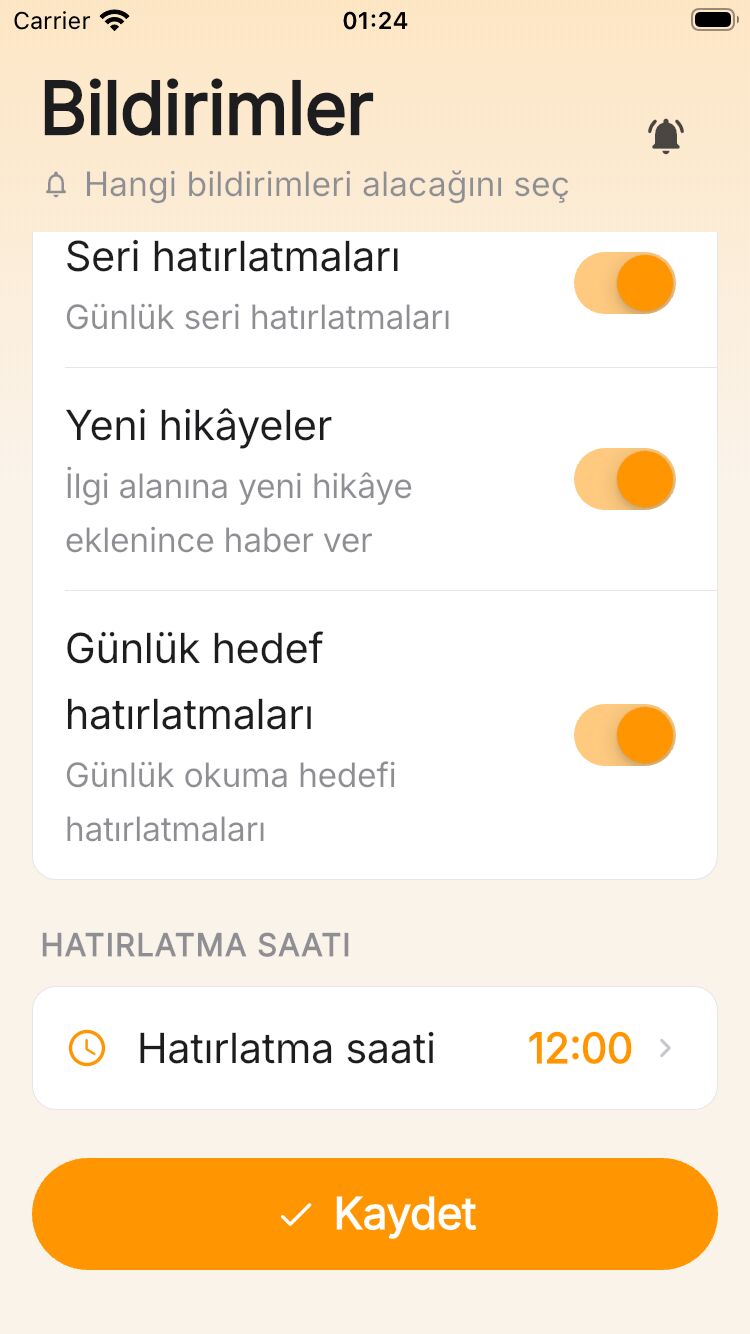 Carrier
01:24
Bildirimler
Hangi bildirimleri alacağını seç
Seri hatırlatmaları
Günlük seri hatırlatmaları
Yeni hikâyeler
İlgi alanına yeni hikâye
eklenince haber ver
Günlük hedef
hatırlatmaları
Günlük okuma hedefi
hatırlatmaları
HATIRLATMA SAATI
Hatırlatma saati
12:00
Kaydet